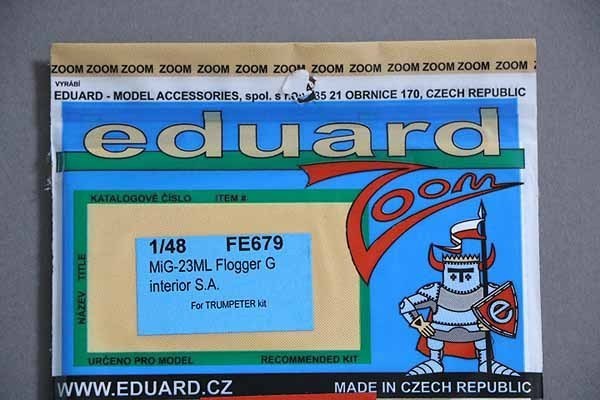 ZOOM ZOOM ZOOM ZOOM ZOOM ZOOM ZOOM ZOOM ZOOM ZOOM ZOOM ZOOM ZOOM
VYRÁBÍ
EDUARD - MODEL ACCESSORIES, spol. s 35 21 OBRNICE 170, CZECH REPUBLIC
eduard
Zoom
KATALOGOVÉ ČÍSLO ITEM #
NÁZEV TITLE
1/48 FE679
MiG-23ML Flogger G
interior S.A.
For TRUMPETER kit
e
URČENO PRO MODEL RECOMMENDED KIT
WWW.EDUARD.CZ MADE IN CZECH REPUBLIC